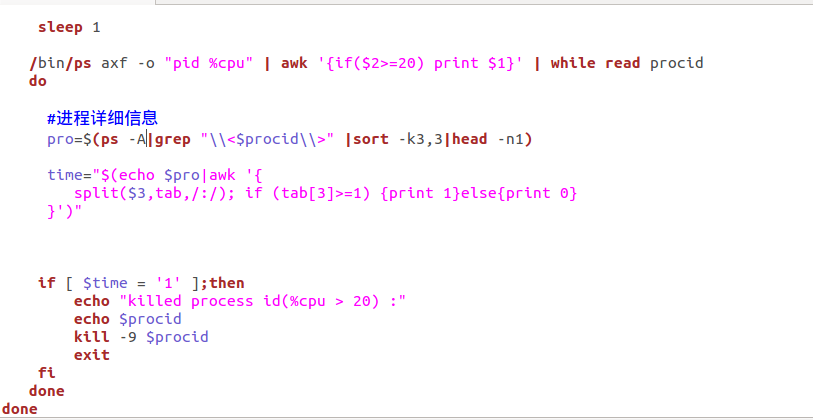 sleep 1
/bin/ps axf -o "pid %cpu" | awk '{if($2>=20) print $1}' | while read procid
do
#进程详细信息
pro=$(ps -A|grep "\\<$procid\\>" |sort -k3,3|head -n1)
time="$(echo $pro|awk '{
split($3,tab,/:/); if (tab[3]>=1) {print 1}else{print 0}
}')"
if [ $time = '1' ];then
echo "killed process id(%cpu > 20) :"
echo $procid
kill -9 $procid
exit
fi
done
done